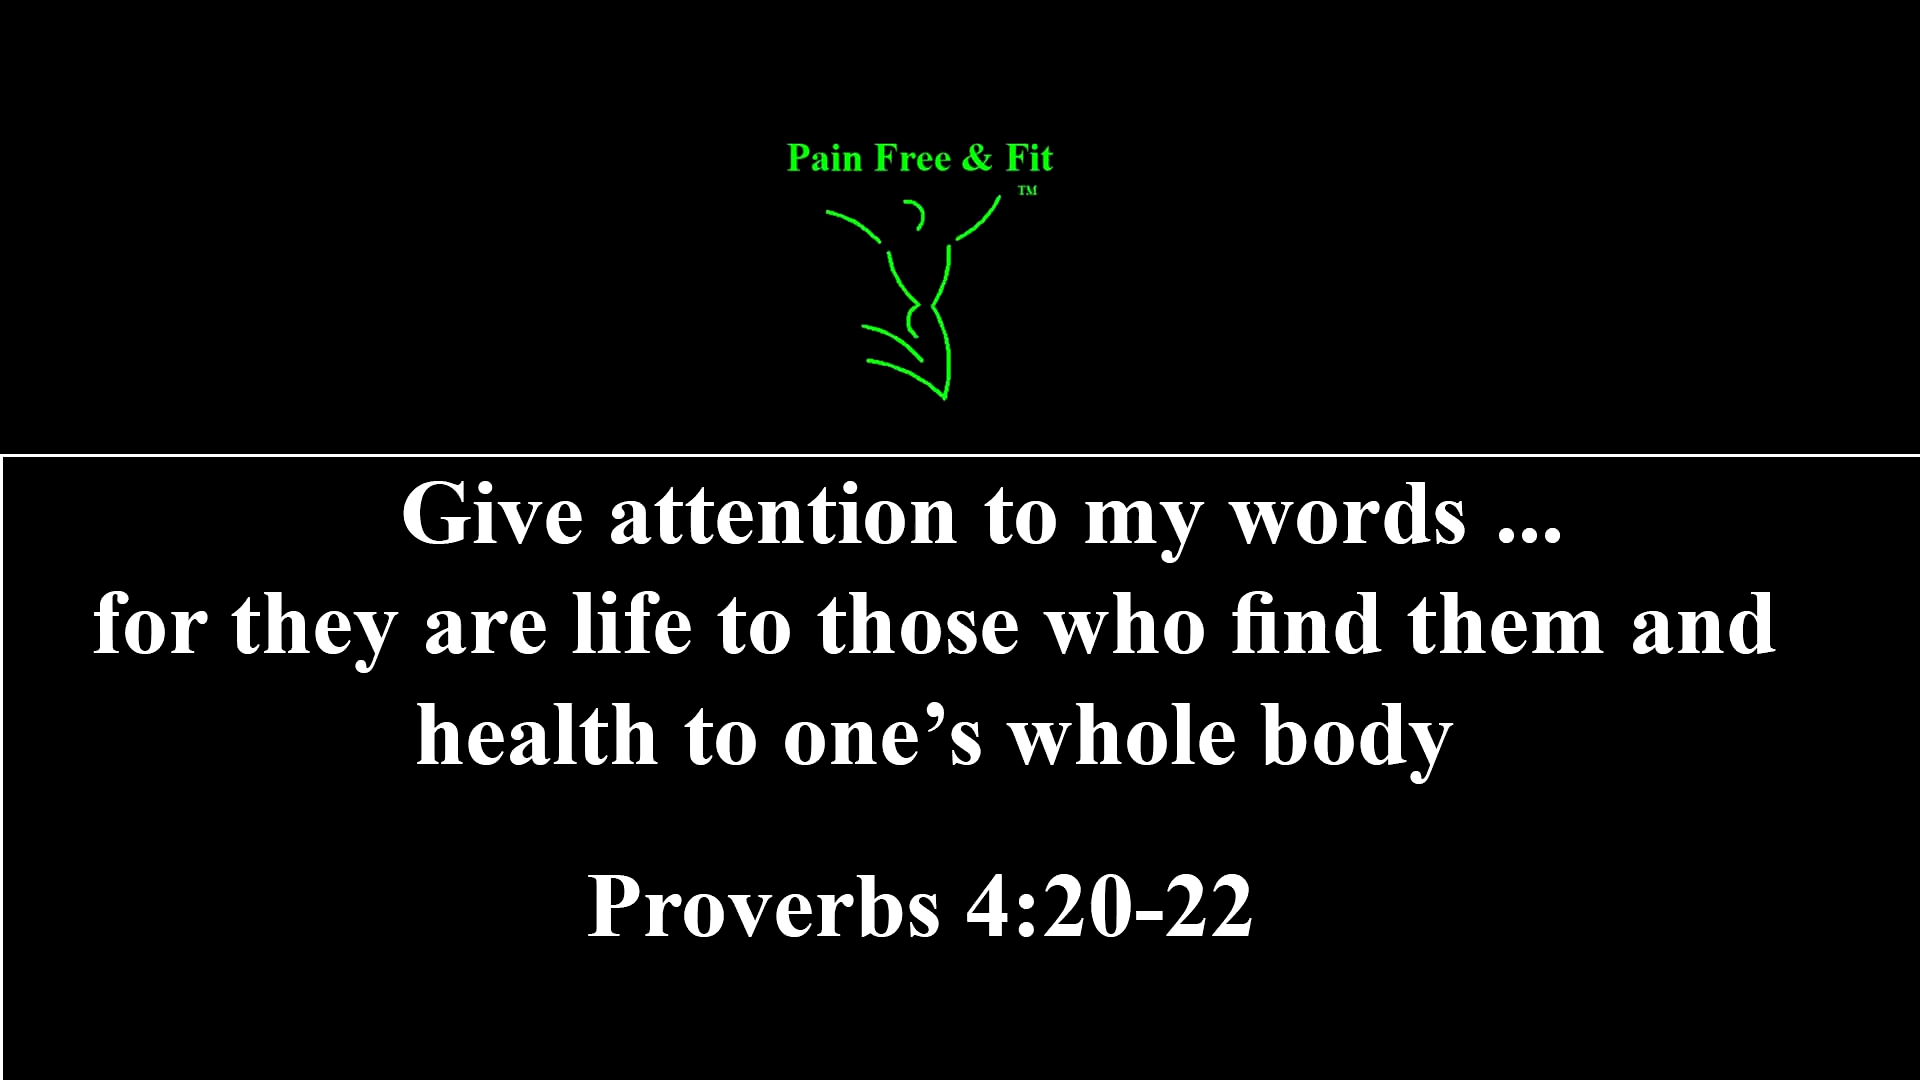 Pain Free & Fit
TM
Give attention to my words ...
for they are life to those who find them and
health to one’s whole body
Proverbs 4:20-22